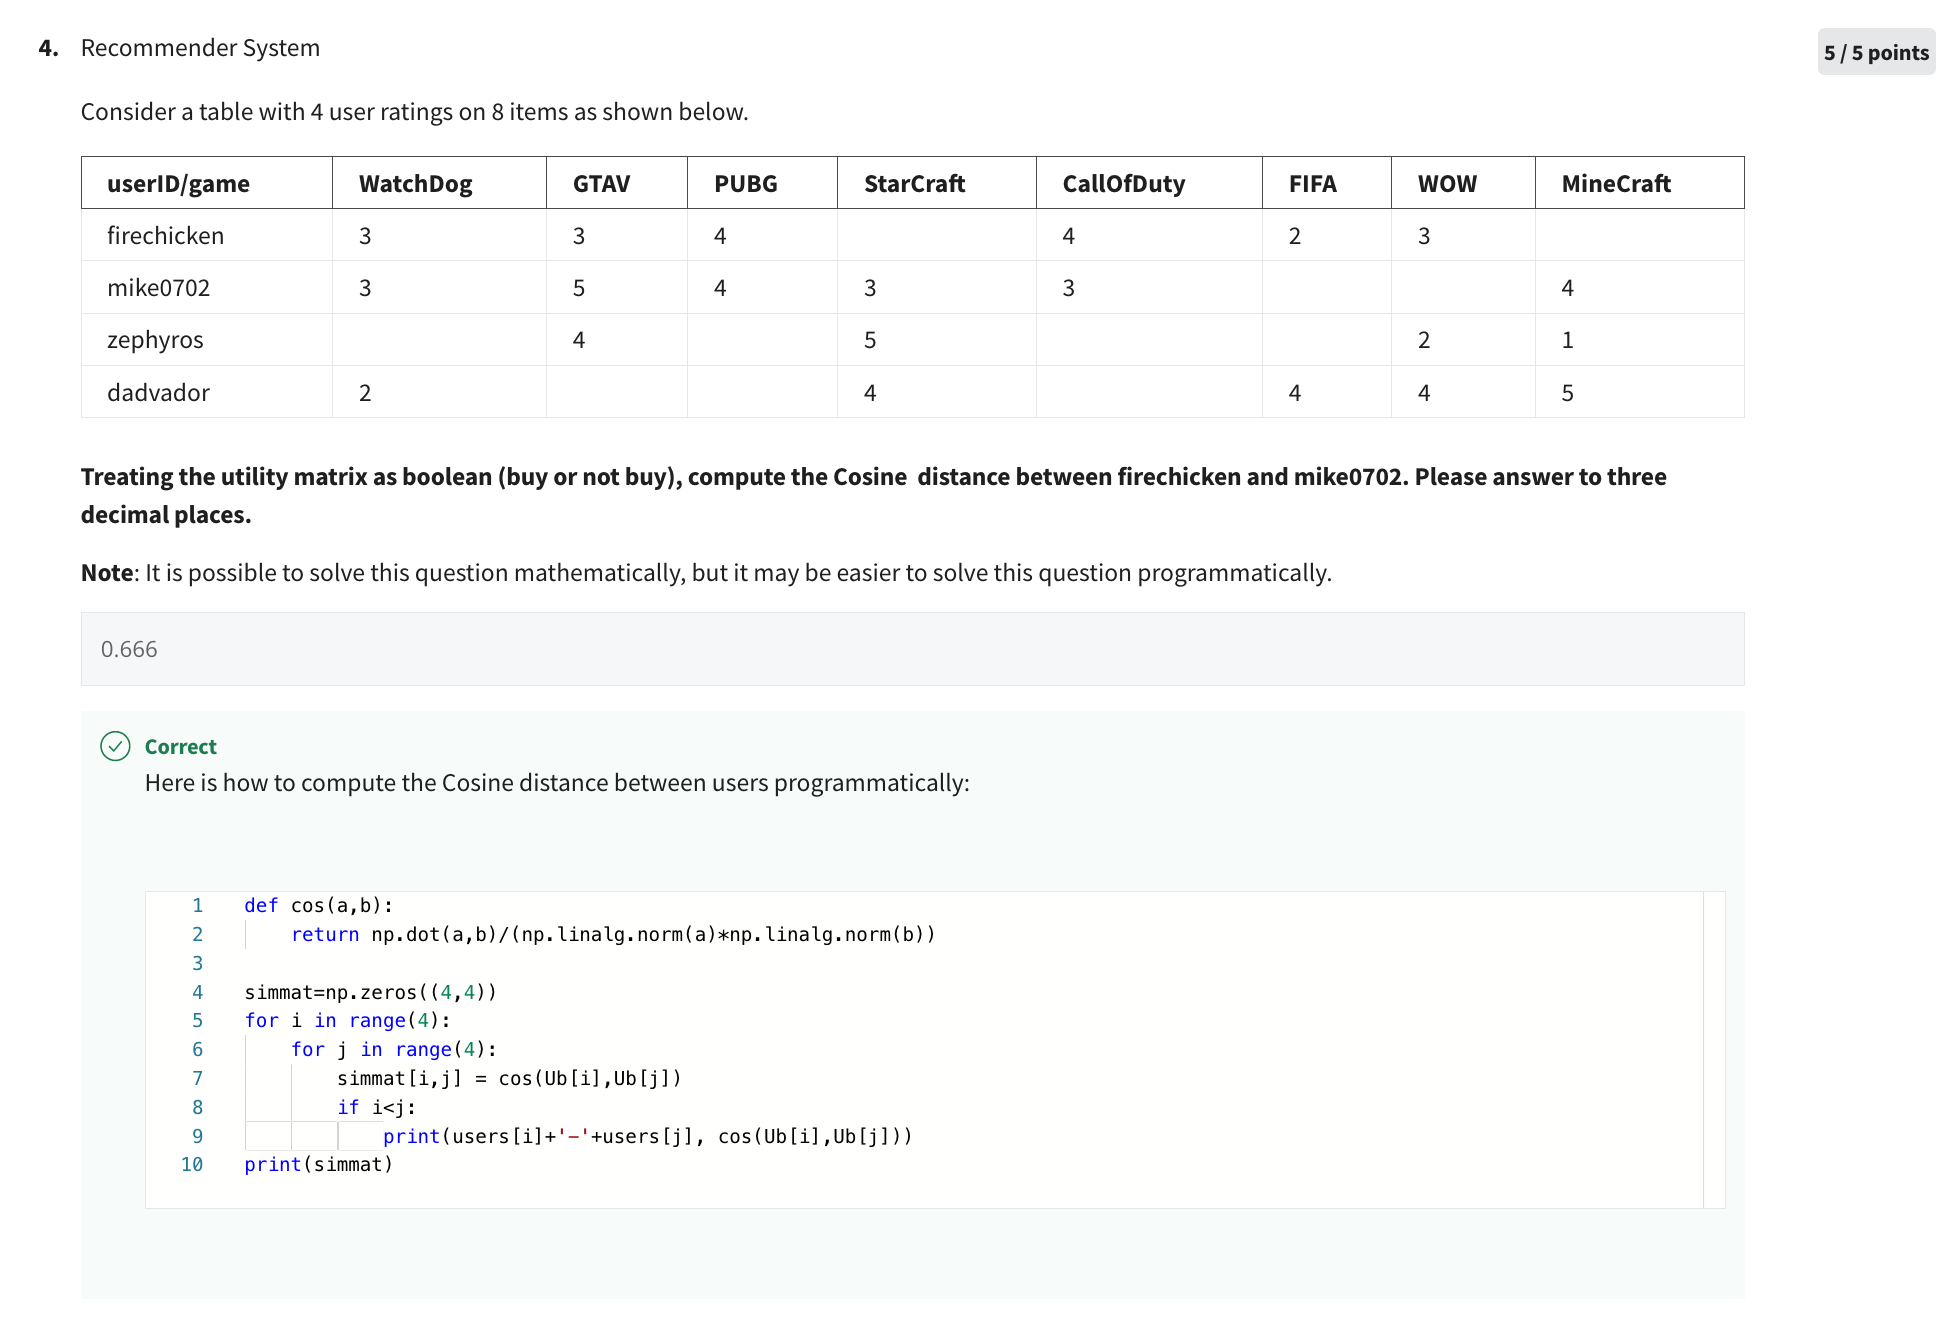 4. Recommender System
5 / 5 points
Consider a table with 4 user ratings on 8 items as shown below.
userID/game WatchDog GTAV PUBG StarCraft CallOfDuty FIFA WOW MineCraft
firechicken 3 3 4 4 2 3
mike0702 3 5 4 3 3 4
zephyros 4 5 2 1
dadvador 2 4 4 4 5
Treating the utility matrix as boolean (buy or not buy), compute the Cosine  distance between firechicken and mike0702. Please answer to three
decimal places.
Note: It is possible to solve this question mathematically, but it may be easier to solve this question programmatically.
0.666
Correct
Here is how to compute the Cosine distance between users programmatically:
1 def cos(a,b):
2     return np.dot(a,b)/(np.linalg.norm(a)*np.linalg.norm(b))
3
4 simmat=np.zeros((4,4))
5 for i in range(4):
6     for j in range(4):
7         simmat[i,j] = cos(Ub[i],Ub[j])
8         if i<j:
9             print(users[i]+'-'+users[j], cos(Ub[i],Ub[j]))
10 print(simmat)